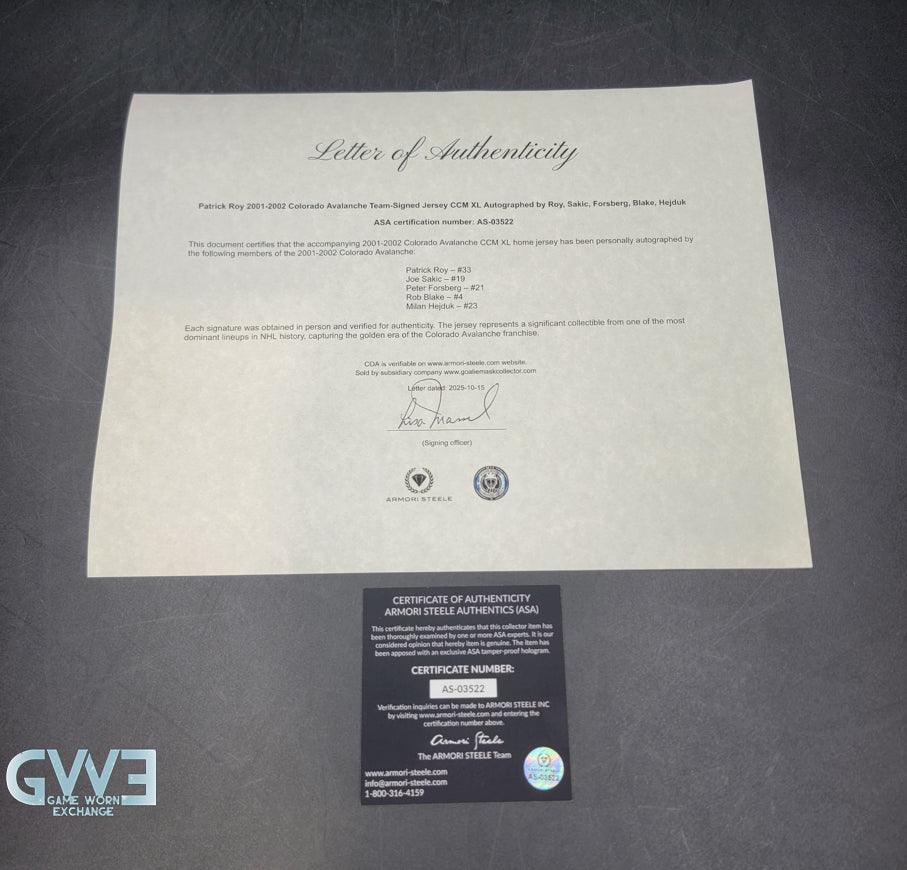 Letter of Authenticity
Patrick Roy 2001-2002 Colorado Avalanche Team-Signed Jersey CCM XL Autographed by Roy, Sakic, Forsberg, Blake, Hejduk
ASA certification number: AS-03522
This document certifies that the accompanying 2001-2002 Colorado Avalanche CCM XL home jersey has been personally autographed by
the following members of the 2001-2002 Colorado Avalanche:
Patrick Roy – #33
Joe Sakic – #19
Peter Forsberg – #21
Rob Blake – #4
Milan Hejduk – #23
Each signature was obtained in person and verified for authenticity. The jersey represents a significant collectible from one of the most
dominant lineups in NHL history, capturing the golden era of the Colorado Avalanche franchise.
COA is verifiable on www.armori-steele.com website.
Sold by subsidiary company www.goaliemaskcollector.com
Letter dated: 2025-10-15
(Signing officer)
ARMORI STEELE
CERTIFICATE OF AUTHENTICITY
ARMORI STEELE AUTHENTICS (ASA)
This certificate hereby authenticates that this collector item has
been thoroughly examined by one or more ASA experts. It is our
considered opinion that hereby item is genuine. The item has
been apposed with an exclusive ASA tamper-proof hologram.
CERTIFICATE NUMBER:
AS-03522
Verification inquiries can be made to ARMORI STEELE INC
by visiting www.armori-steele.com and entering the
certification number above.
Armori Steele
The ARMORI STEELE Team
www.armori-steele.com
info@armori-steele.com
1-800-316-4159
AS-03522
GWE
GAME WORN
EXCHANGE